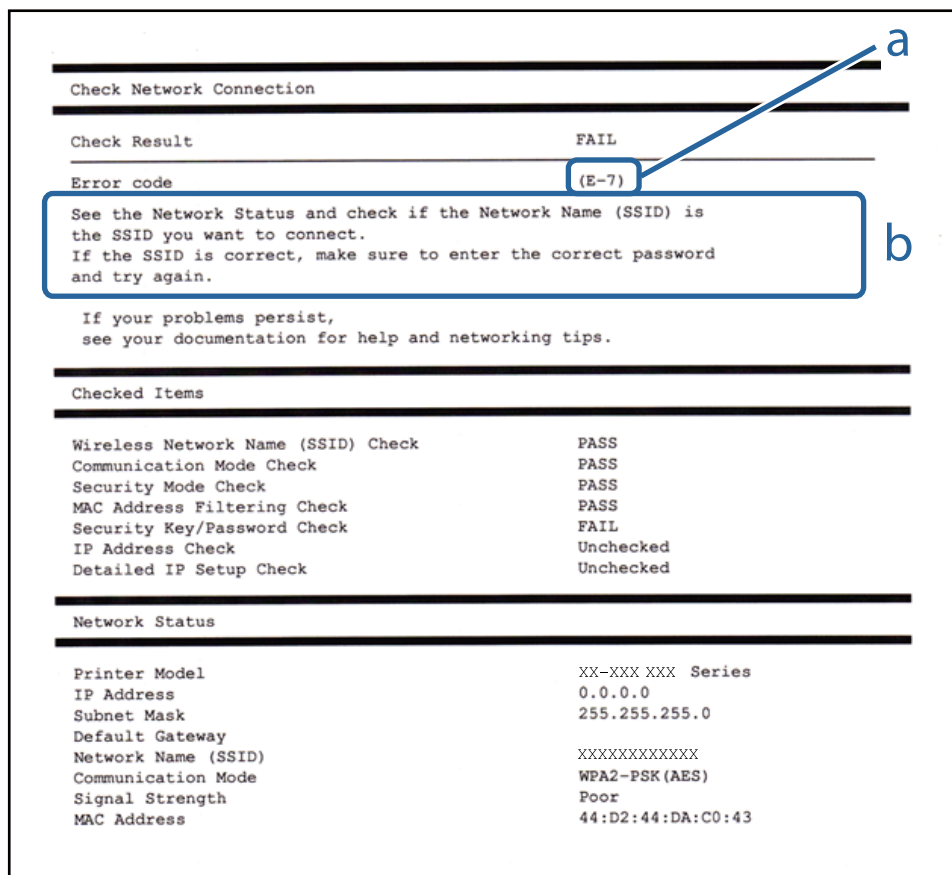 a
Check Network Connection
Check Result FAIL
Error code (E-7)
See the Network Status and check if the Network Name (SSID) is
the SSID you want to connect.
If the SSID is correct, make sure to enter the correct password
and try again.
b
If your problems persist,
see your documentation for help and networking tips.
Checked Items
Wireless Network Name (SSID) Check PASS
Communication Mode Check PASS
Security Mode Check PASS
MAC Address Filtering Check PASS
Security Key/Password Check FAIL
IP Address Check Unchecked
Detailed IP Setup Check Unchecked
Network Status
Printer Model XX-XXX XXX Series
IP Address 0.0.0.0
Subnet Mask 255.255.255.0
Default Gateway
Network Name (SSID) XXXXXXXXXXXX
Communication Mode WPA2-PSK(AES)
Signal Strength Poor
MAC Address 44:D2:44:DA:C0:43